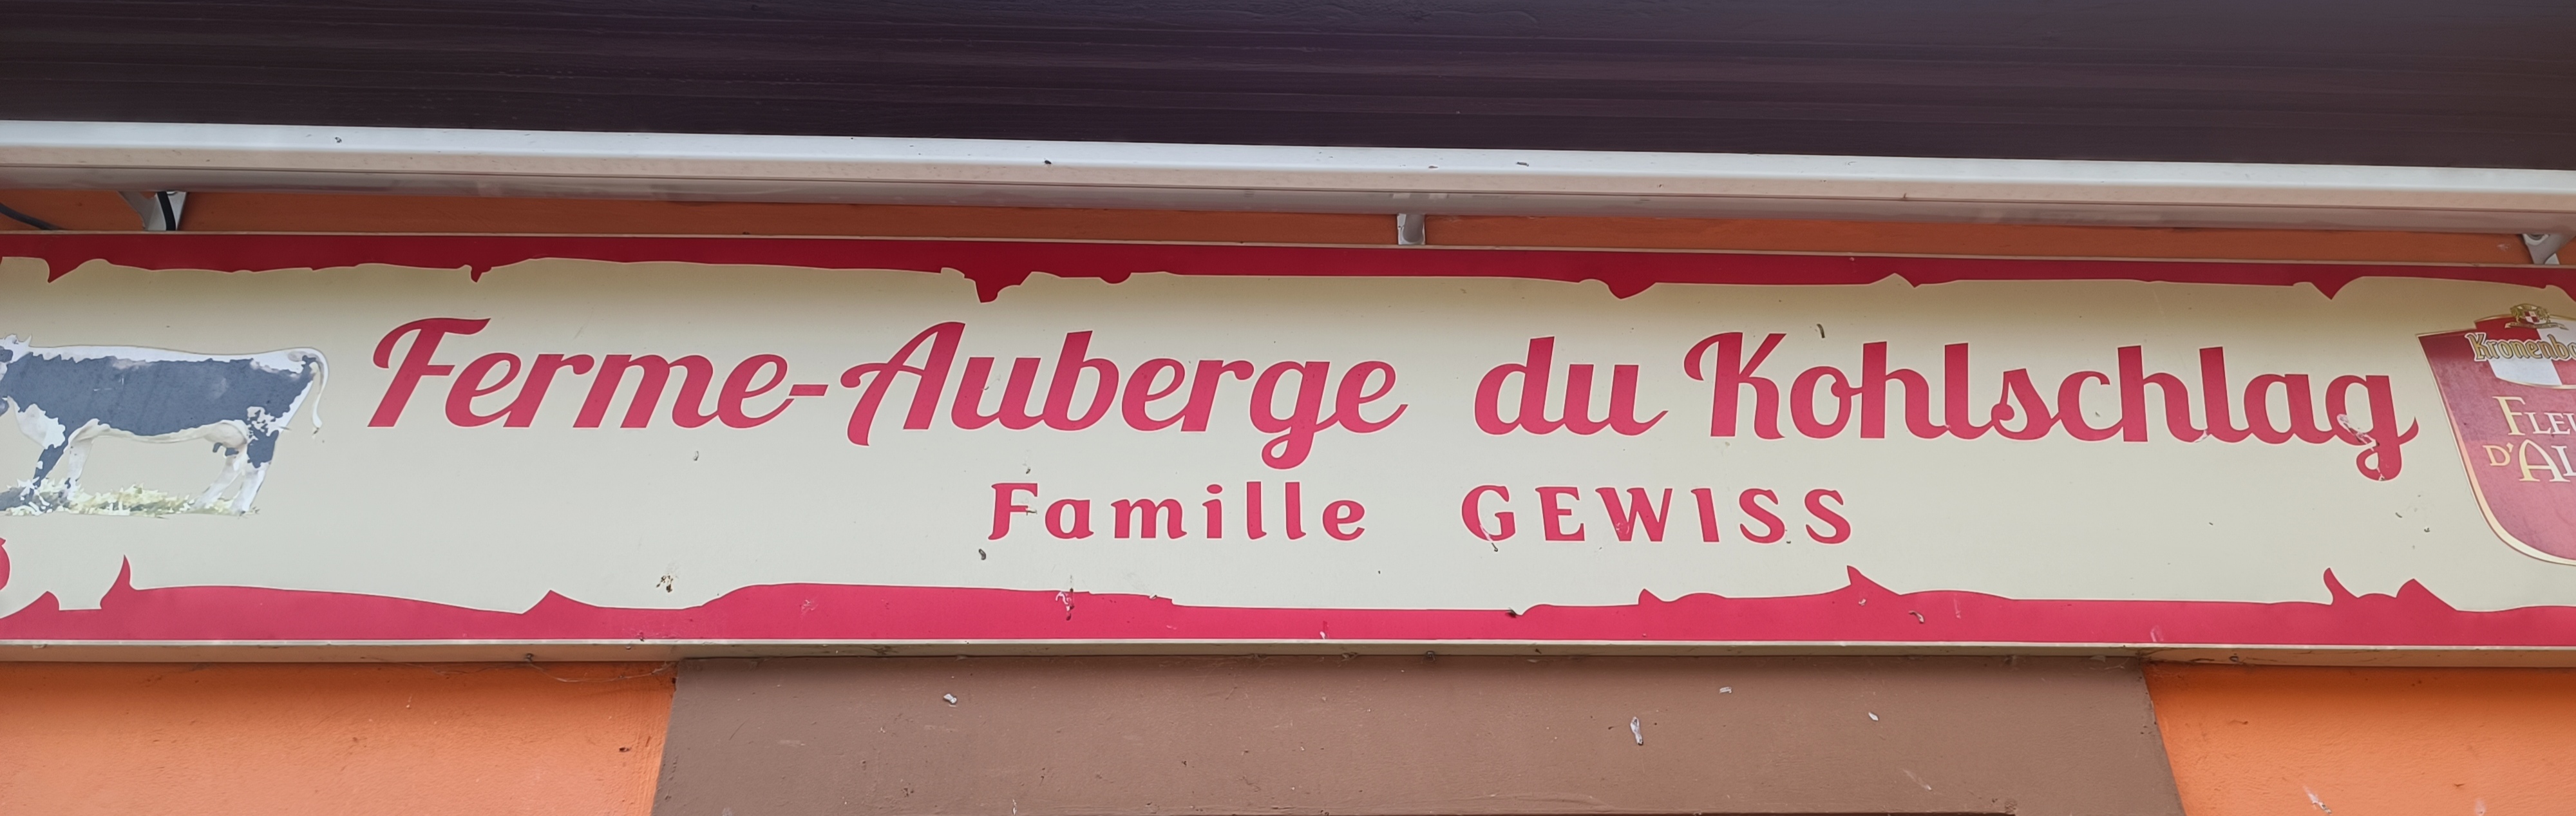 Ferme-Auberge du Kohlschlag
Famille GEWISS